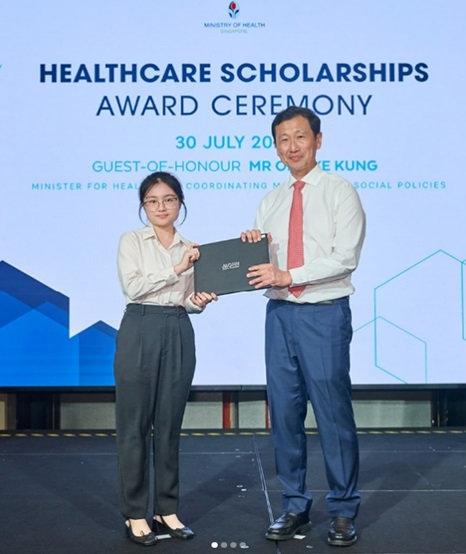 MINISTRY OF HEALTH
SINGAPORE
HEALTHCARE SCHOLARSHIPS
AWARD CEREMONY
30 JULY
GUEST-OF-HONOUR MR KUNG
MINISTER FOR SOCIAL POLICIES